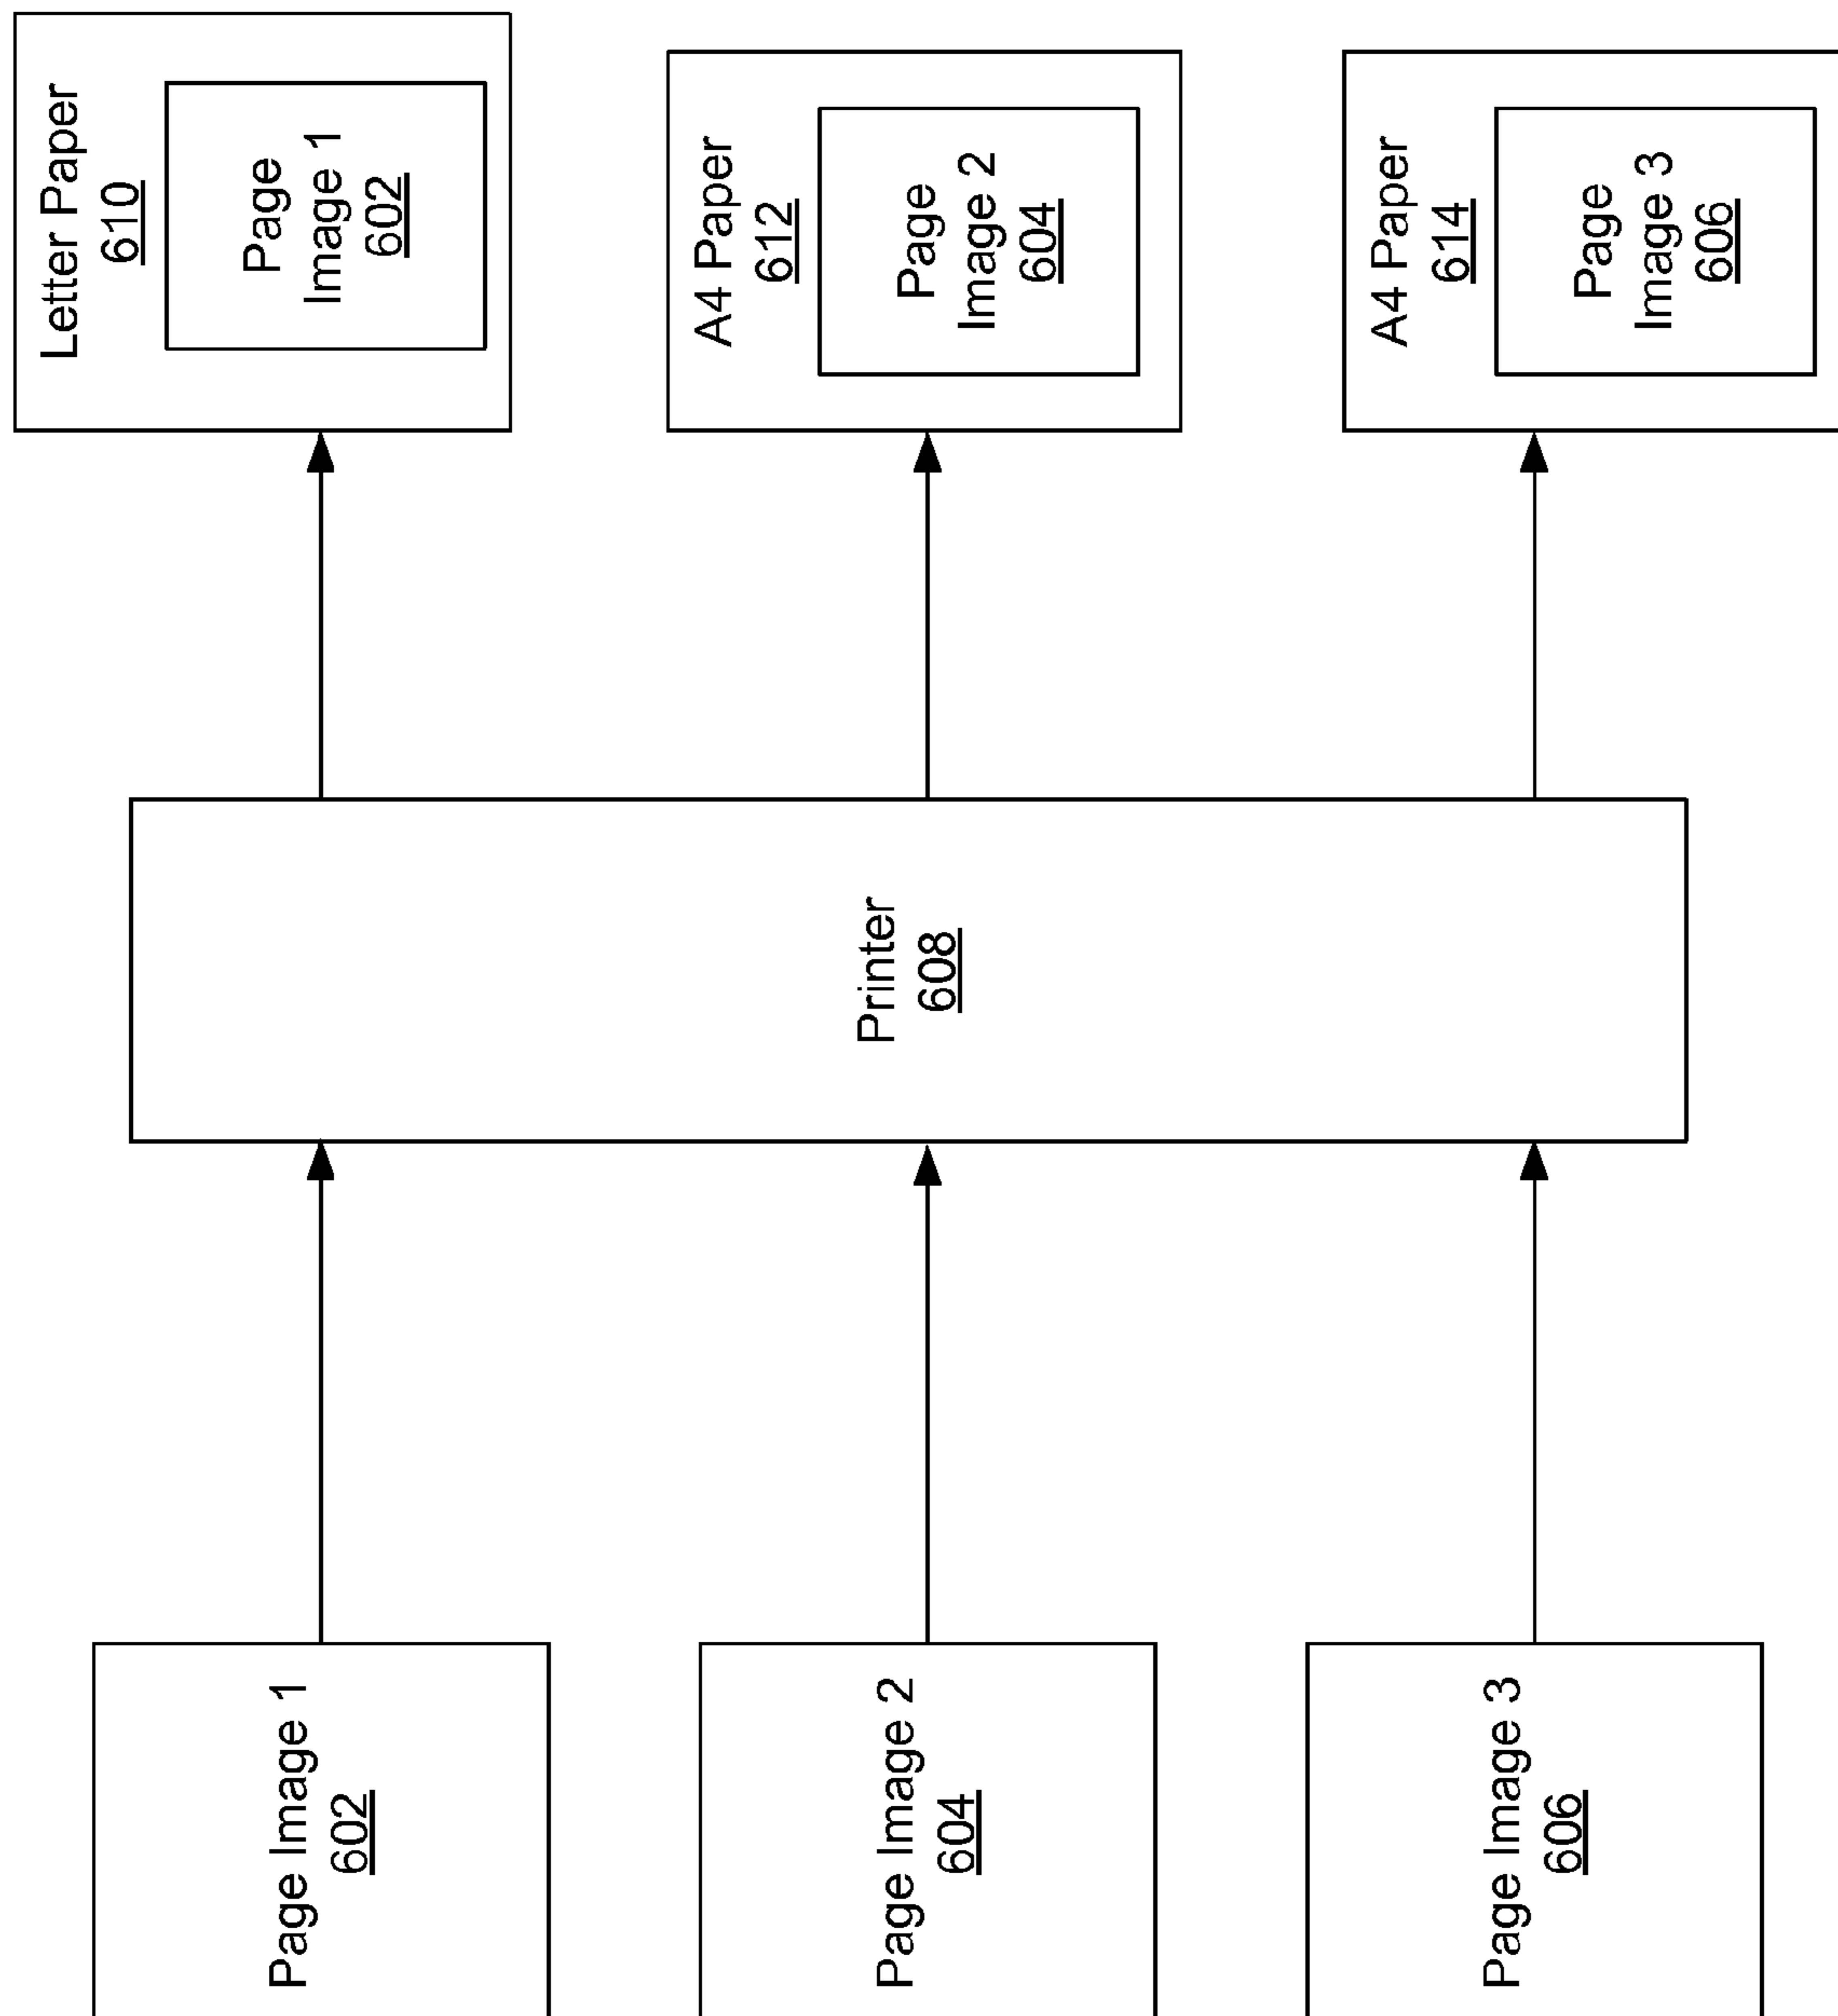 Page Image 1
602
Page Image 2
604
Page Image 3
606
Printer
608
Letter Paper
610
Page
Image 1
602
A4 Paper
612
Page
Image 2
604
A4 Paper
614
Page
Image 3
606